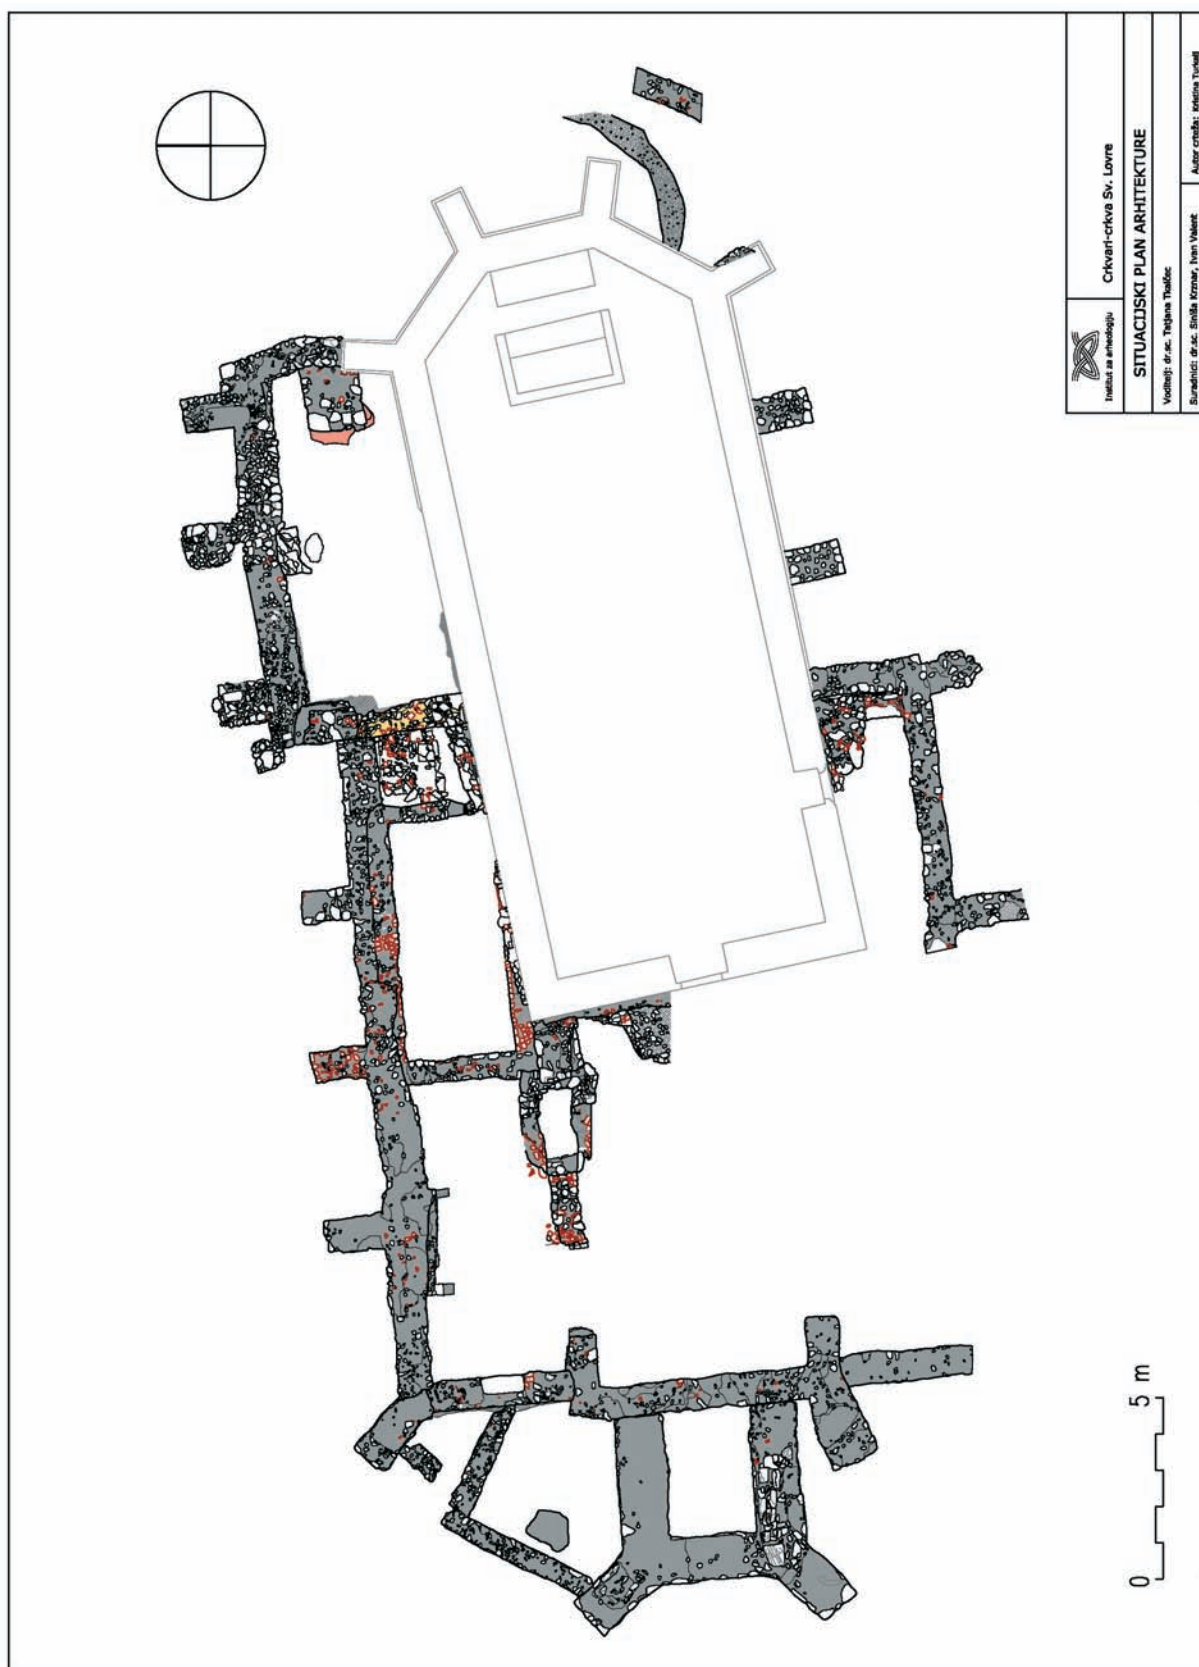 Institut za arheologiju
Crkvari-crkva Sv. Lovre
SITUACIJSKI PLAN ARHITEKTURE
Voditelj: dr.sc. Tatjana Tkalčec
Suradnici: dr.sc. Siniša Krznar, Ivan Valent
Autor crteža: Kristina Turkalj
0 5 m